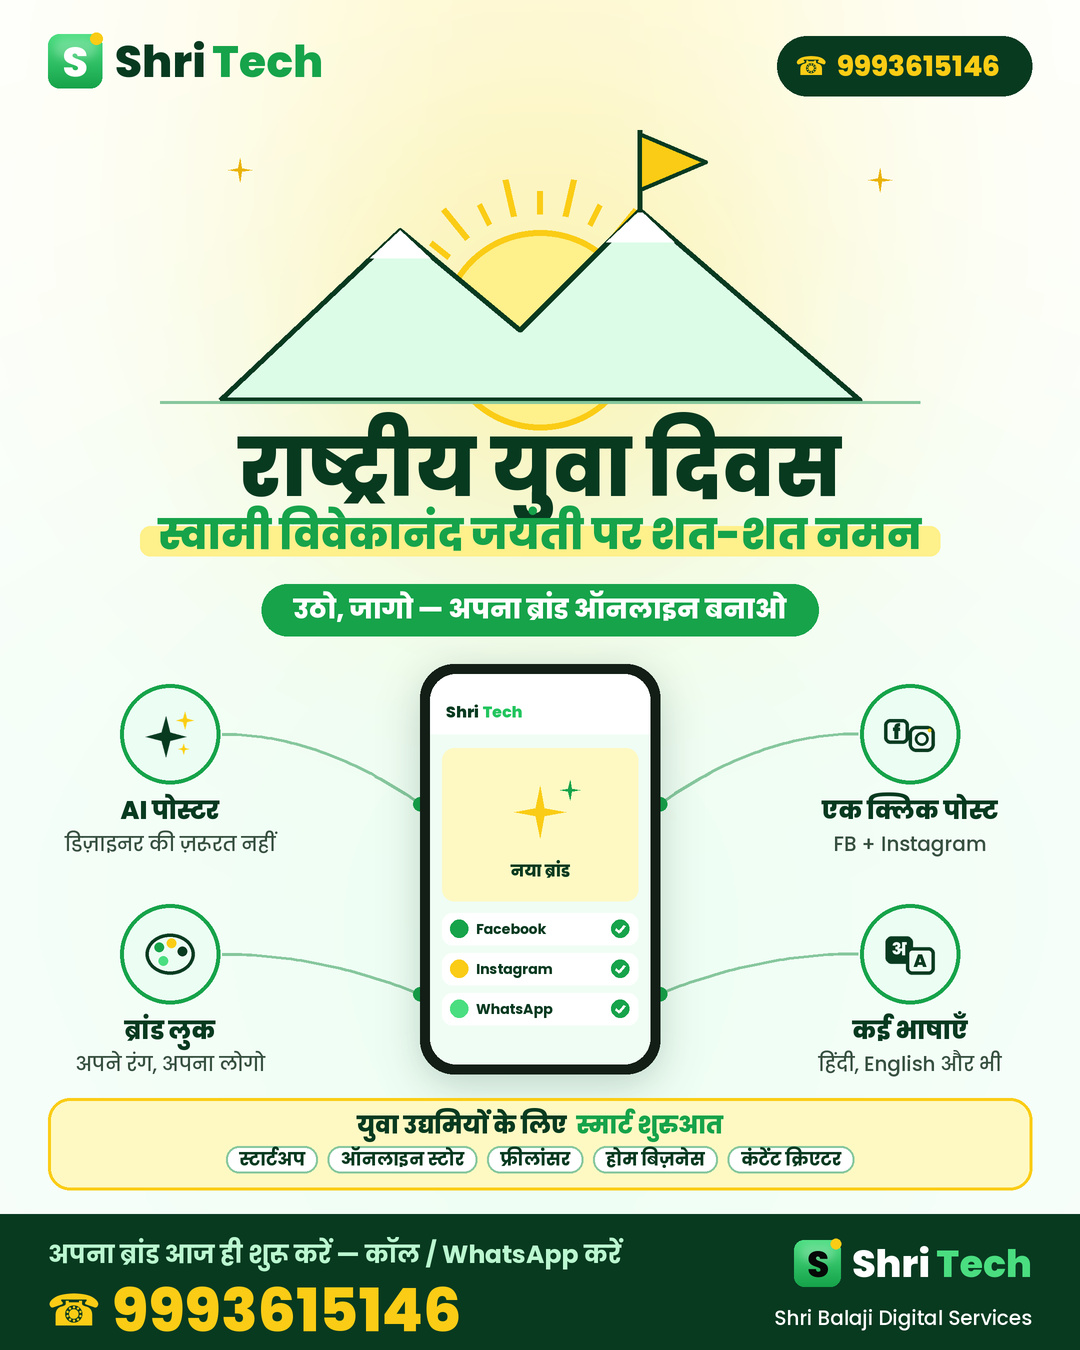 S Shri Tech
☎ 9993615146
राष्ट्रीय युवा दिवस
स्वामी विवेकानंद जयंती पर शत-शत नमन
उठो, जागो — अपना ब्रांड ऑनलाइन बनाओ
AI पोस्टर
डिज़ाइनर की ज़रूरत नहीं
ब्रांड लुक
अपने रंग, अपना लोगो
Shri Tech
नया ब्रांड
Facebook
Instagram
WhatsApp
f
एक क्लिक पोस्ट
FB + Instagram
अ A
कई भाषाएँ
हिंदी, English और भी
युवा उद्यमियों के लिए स्मार्ट शुरुआत
स्टार्टअप ऑनलाइन स्टोर फ्रीलांसर होम बिज़नेस कंटेंट क्रिएटर
अपना ब्रांड आज ही शुरू करें — कॉल / WhatsApp करें
☎ 9993615146
S Shri Tech
Shri Balaji Digital Services